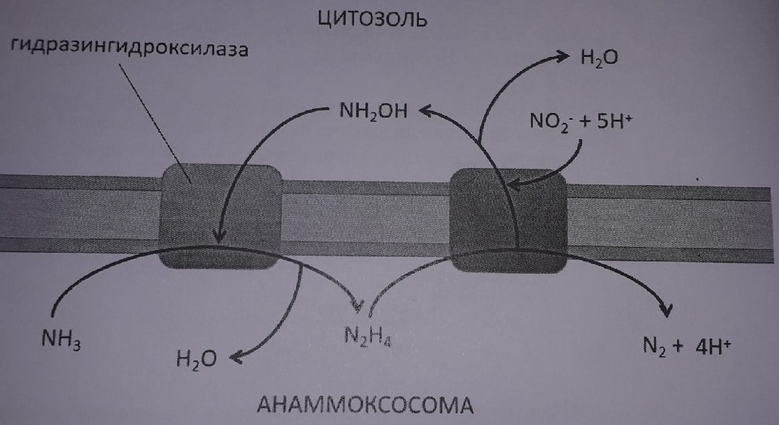 ЦИТОЗОЛЬ
гидразингидроксилаза
H₂O
NH₂OH
NO₂⁻ + 5H⁺
NH₃
H₂O
N₂H₄
N₂ + 4H⁺
АНАММОКСОСОМА